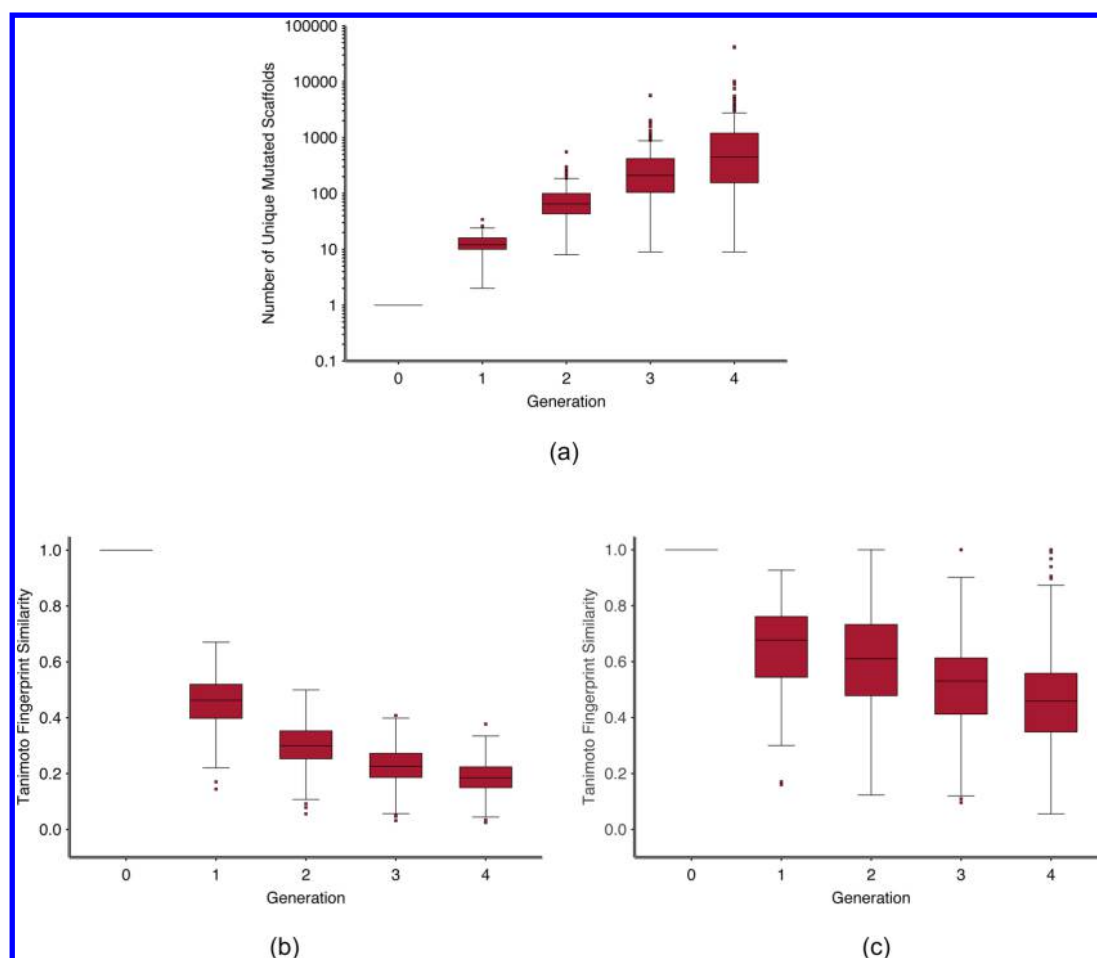 100000
10000
1000
100
10
1
0.1
Number of Unique Mutated Scaffolds
0 1 2 3 4
Generation
(a)
1.0
0.8
0.6
0.4
0.2
0.0
Tanimoto Fingerprint Similarity
0 1 2 3 4
Generation
(b)
1.0
0.8
0.6
0.4
0.2
0.0
Tanimoto Fingerprint Similarity
0 1 2 3 4
Generation
(c)